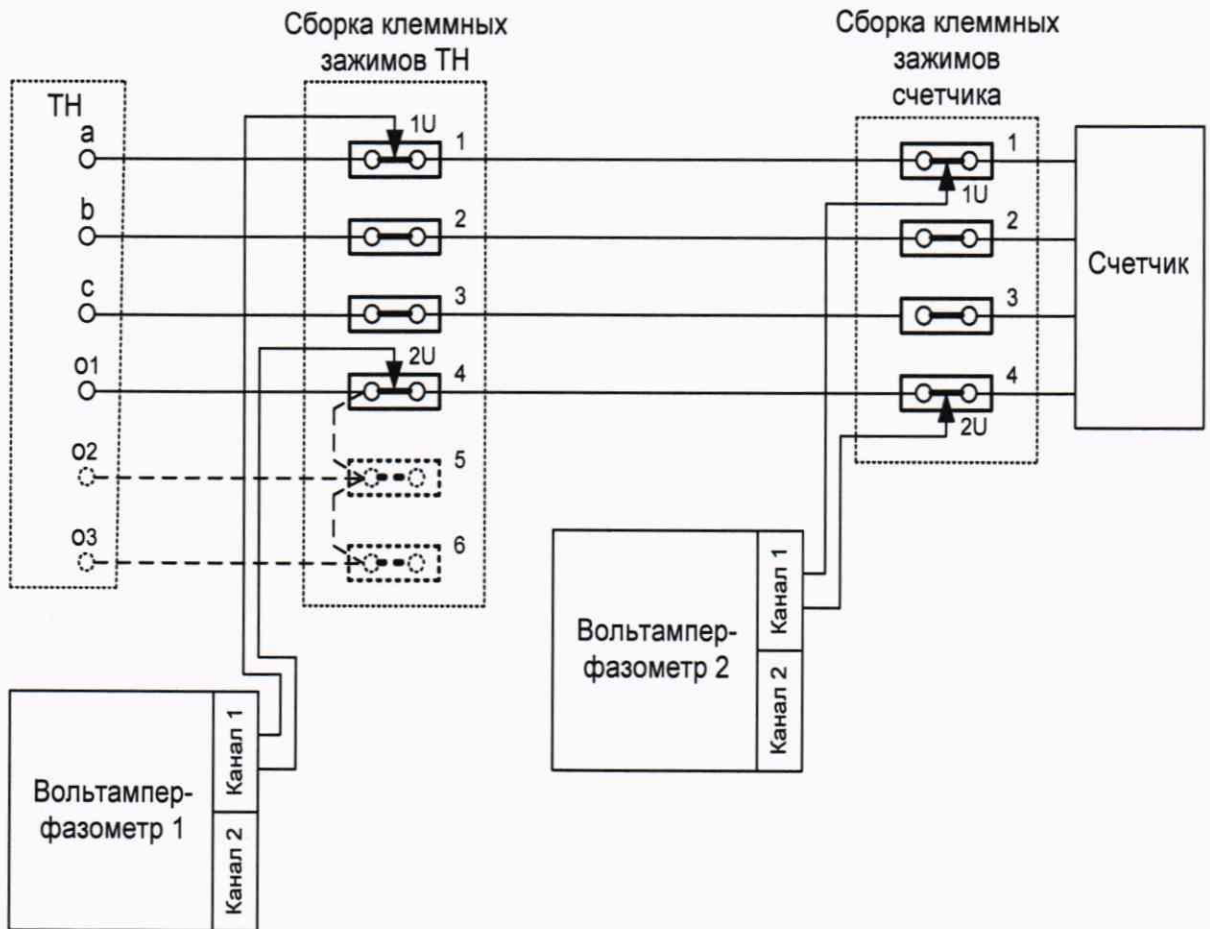 Сборка клеммных
зажимов ТН
Сборка клеммных
зажимов
счетчика
ТН
a
1U
1
1
1U
b
2
2
c
3
3
Счетчик
o1
2U
4
4
2U
o2
5
o3
6
Вольтампер-
фазометр 2
Канал 1
Канал 2
Вольтампер-
фазометр 1
Канал 1
Канал 2